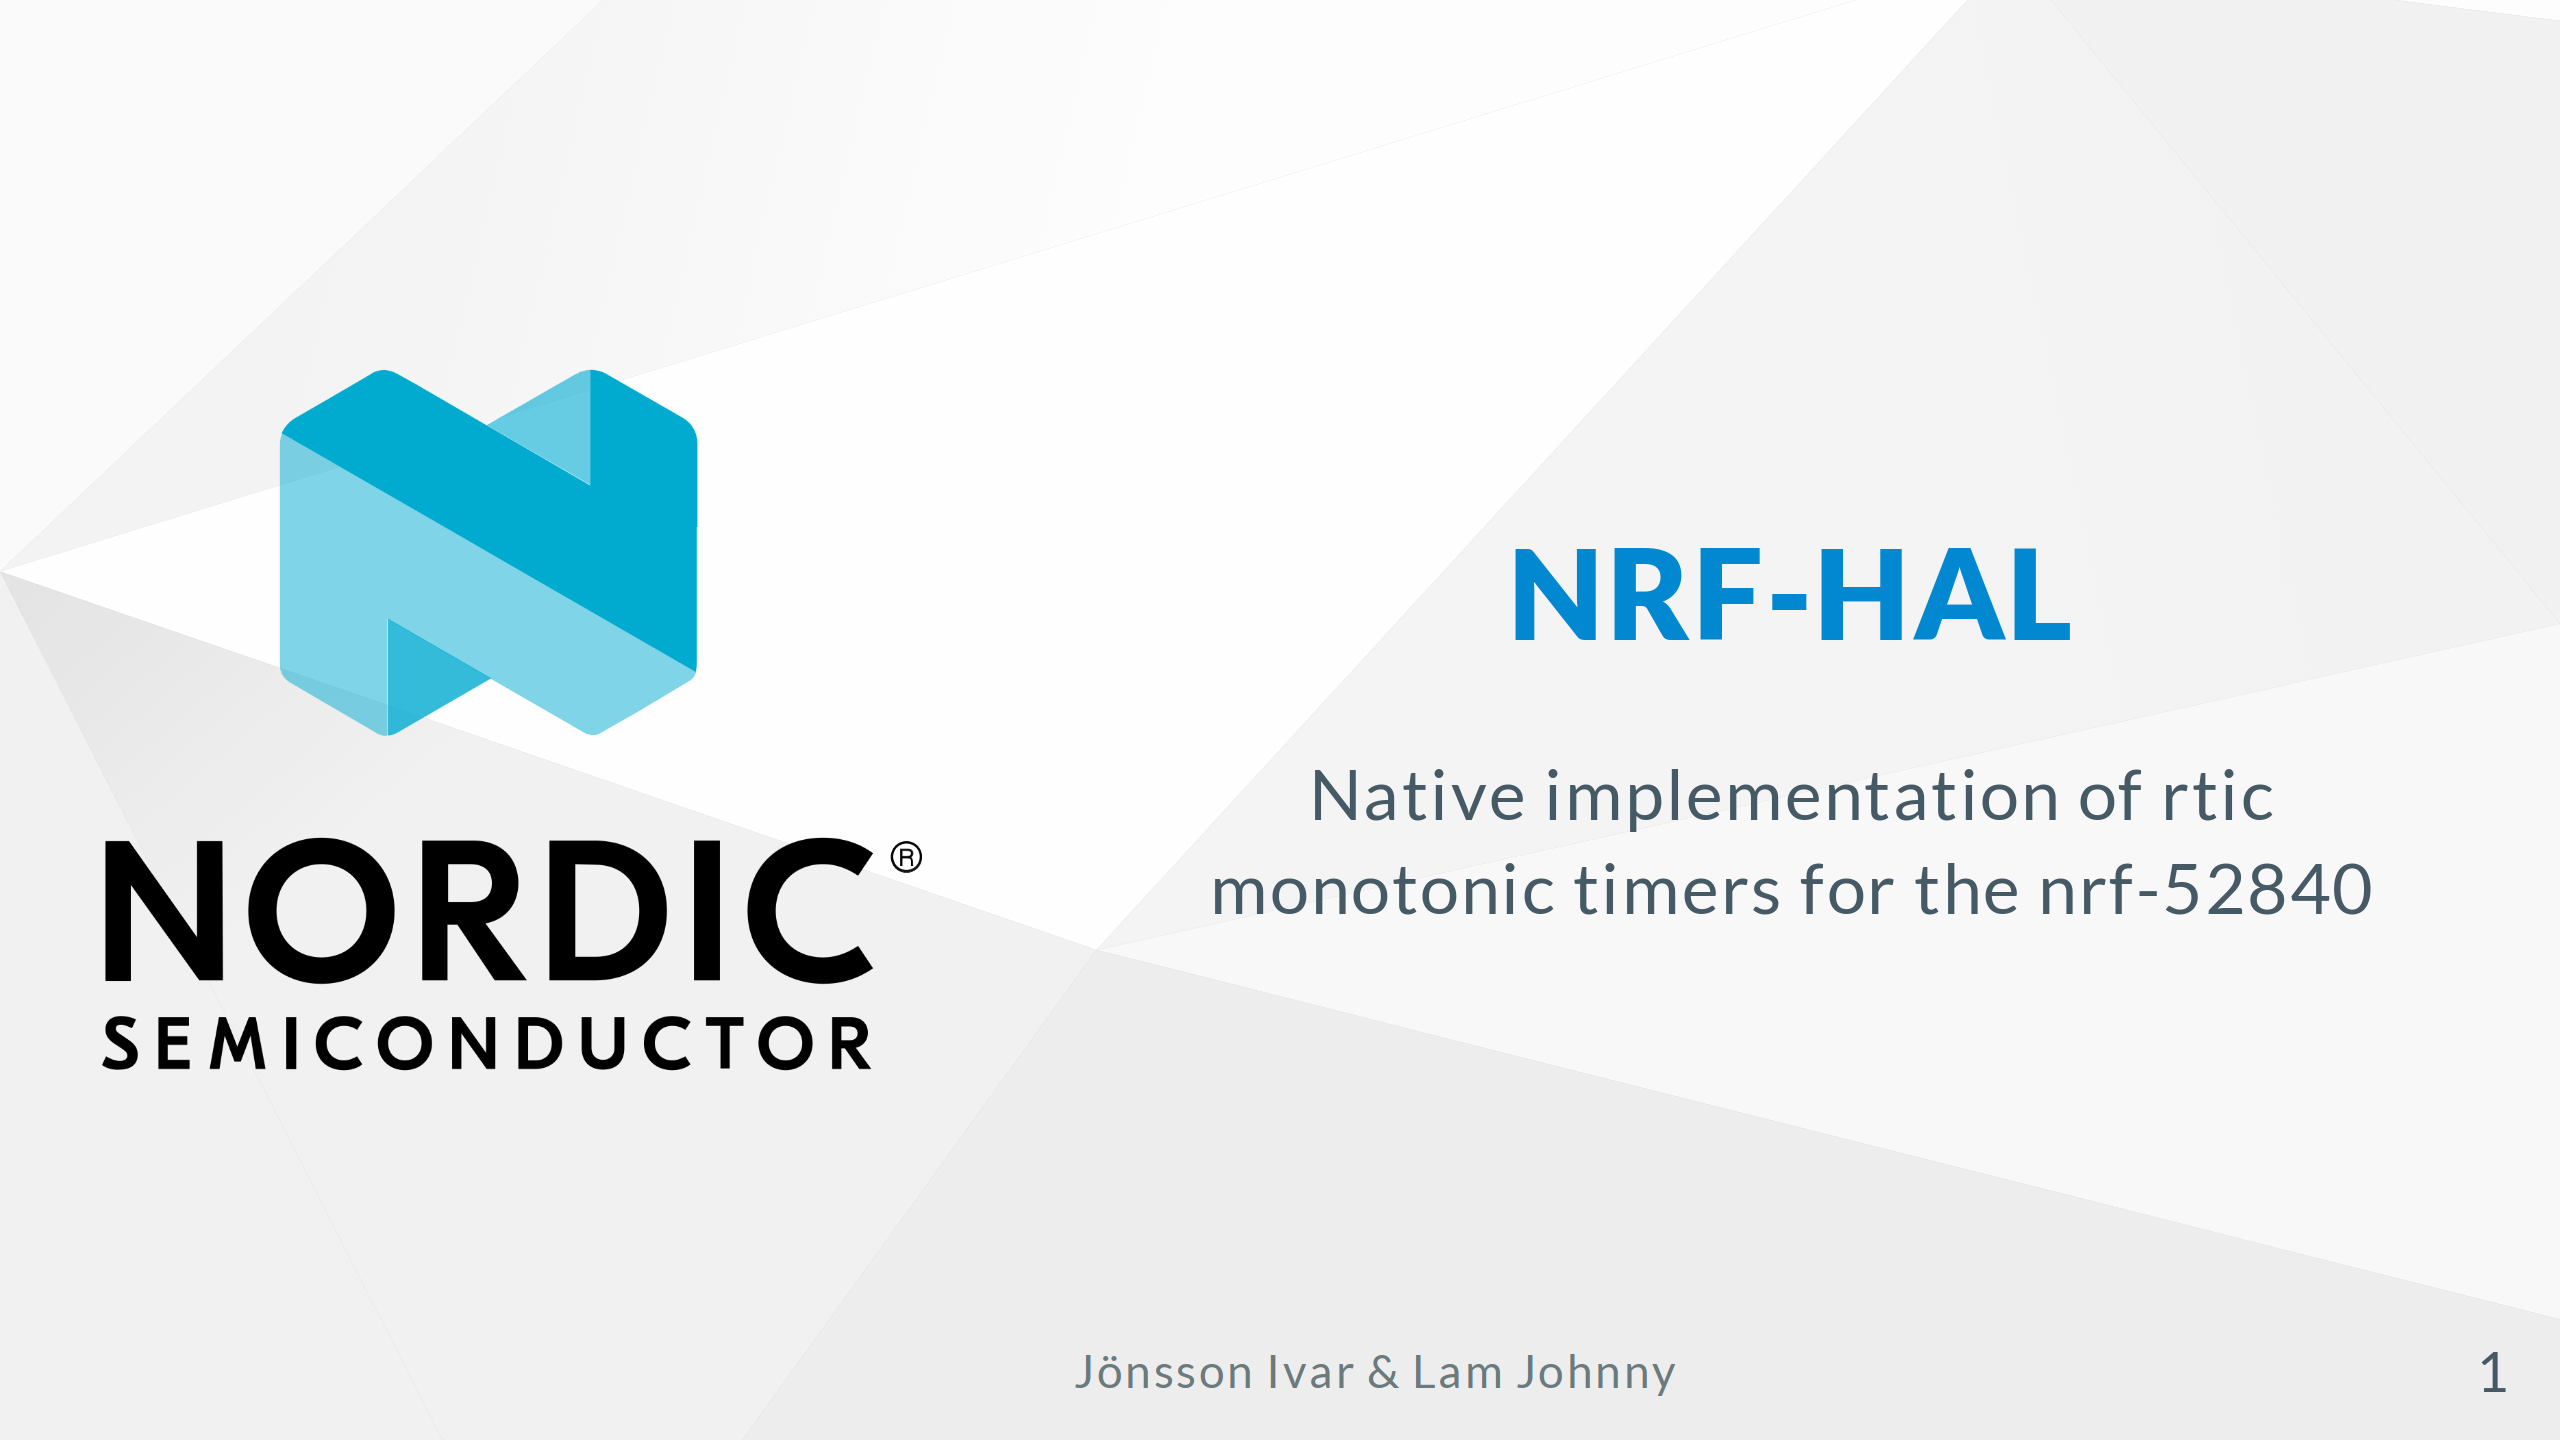 NORDIC®
SEMICONDUCTOR
NRF-HAL
Native implementation of rtic
monotonic timers for the nrf-52840
Jönsson Ivar & Lam Johnny
1